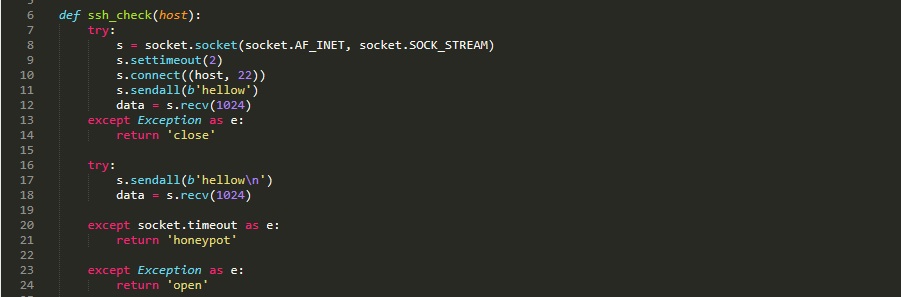 6 def ssh_check(host):
7 try:
8 s = socket.socket(socket.AF_INET, socket.SOCK_STREAM)
9 s.settimeout(2)
10 s.connect((host, 22))
11 s.sendall(b'hellow')
12 data = s.recv(1024)
13 except Exception as e:
14 return 'close'
15
16 try:
17 s.sendall(b'hellow\n')
18 data = s.recv(1024)
19
20 except socket.timeout as e:
21 return 'honeypot'
22
23 except Exception as e:
24 return 'open'